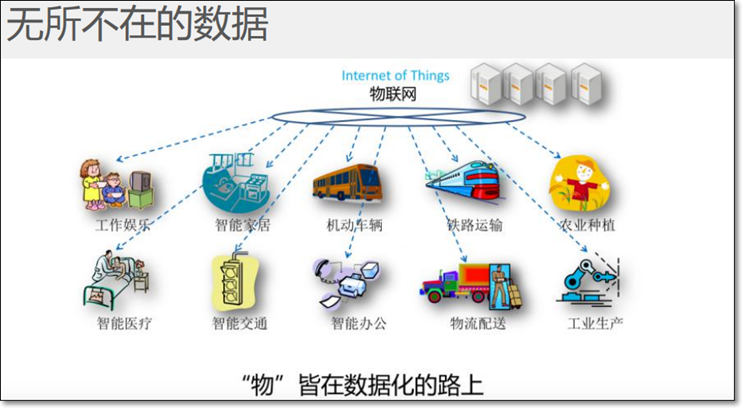 无所不在的数据
Internet of Things
物联网
工作娱乐 智能家居 机动车辆 铁路运输 农业种植
智能医疗 智能交通 智能办公 物流配送 工业生产
“物”皆在数据化的路上